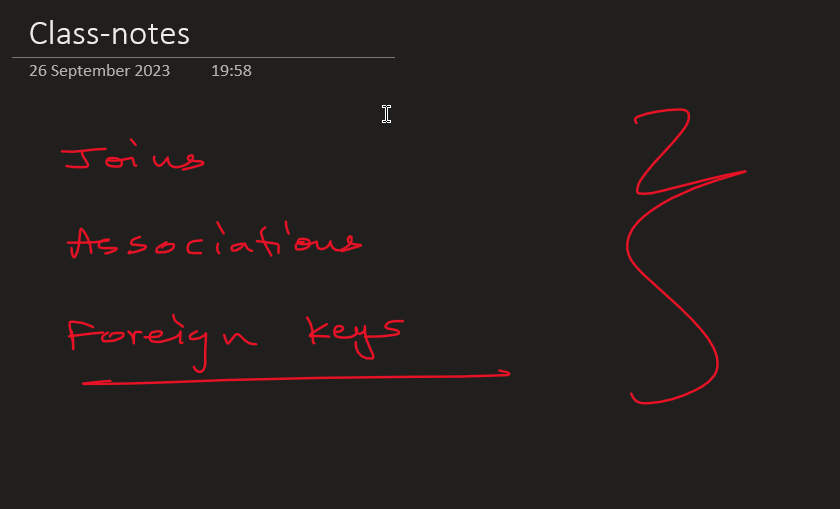 Class-notes
26 September 2023 19:58
Joins
Associations
Foreign keys